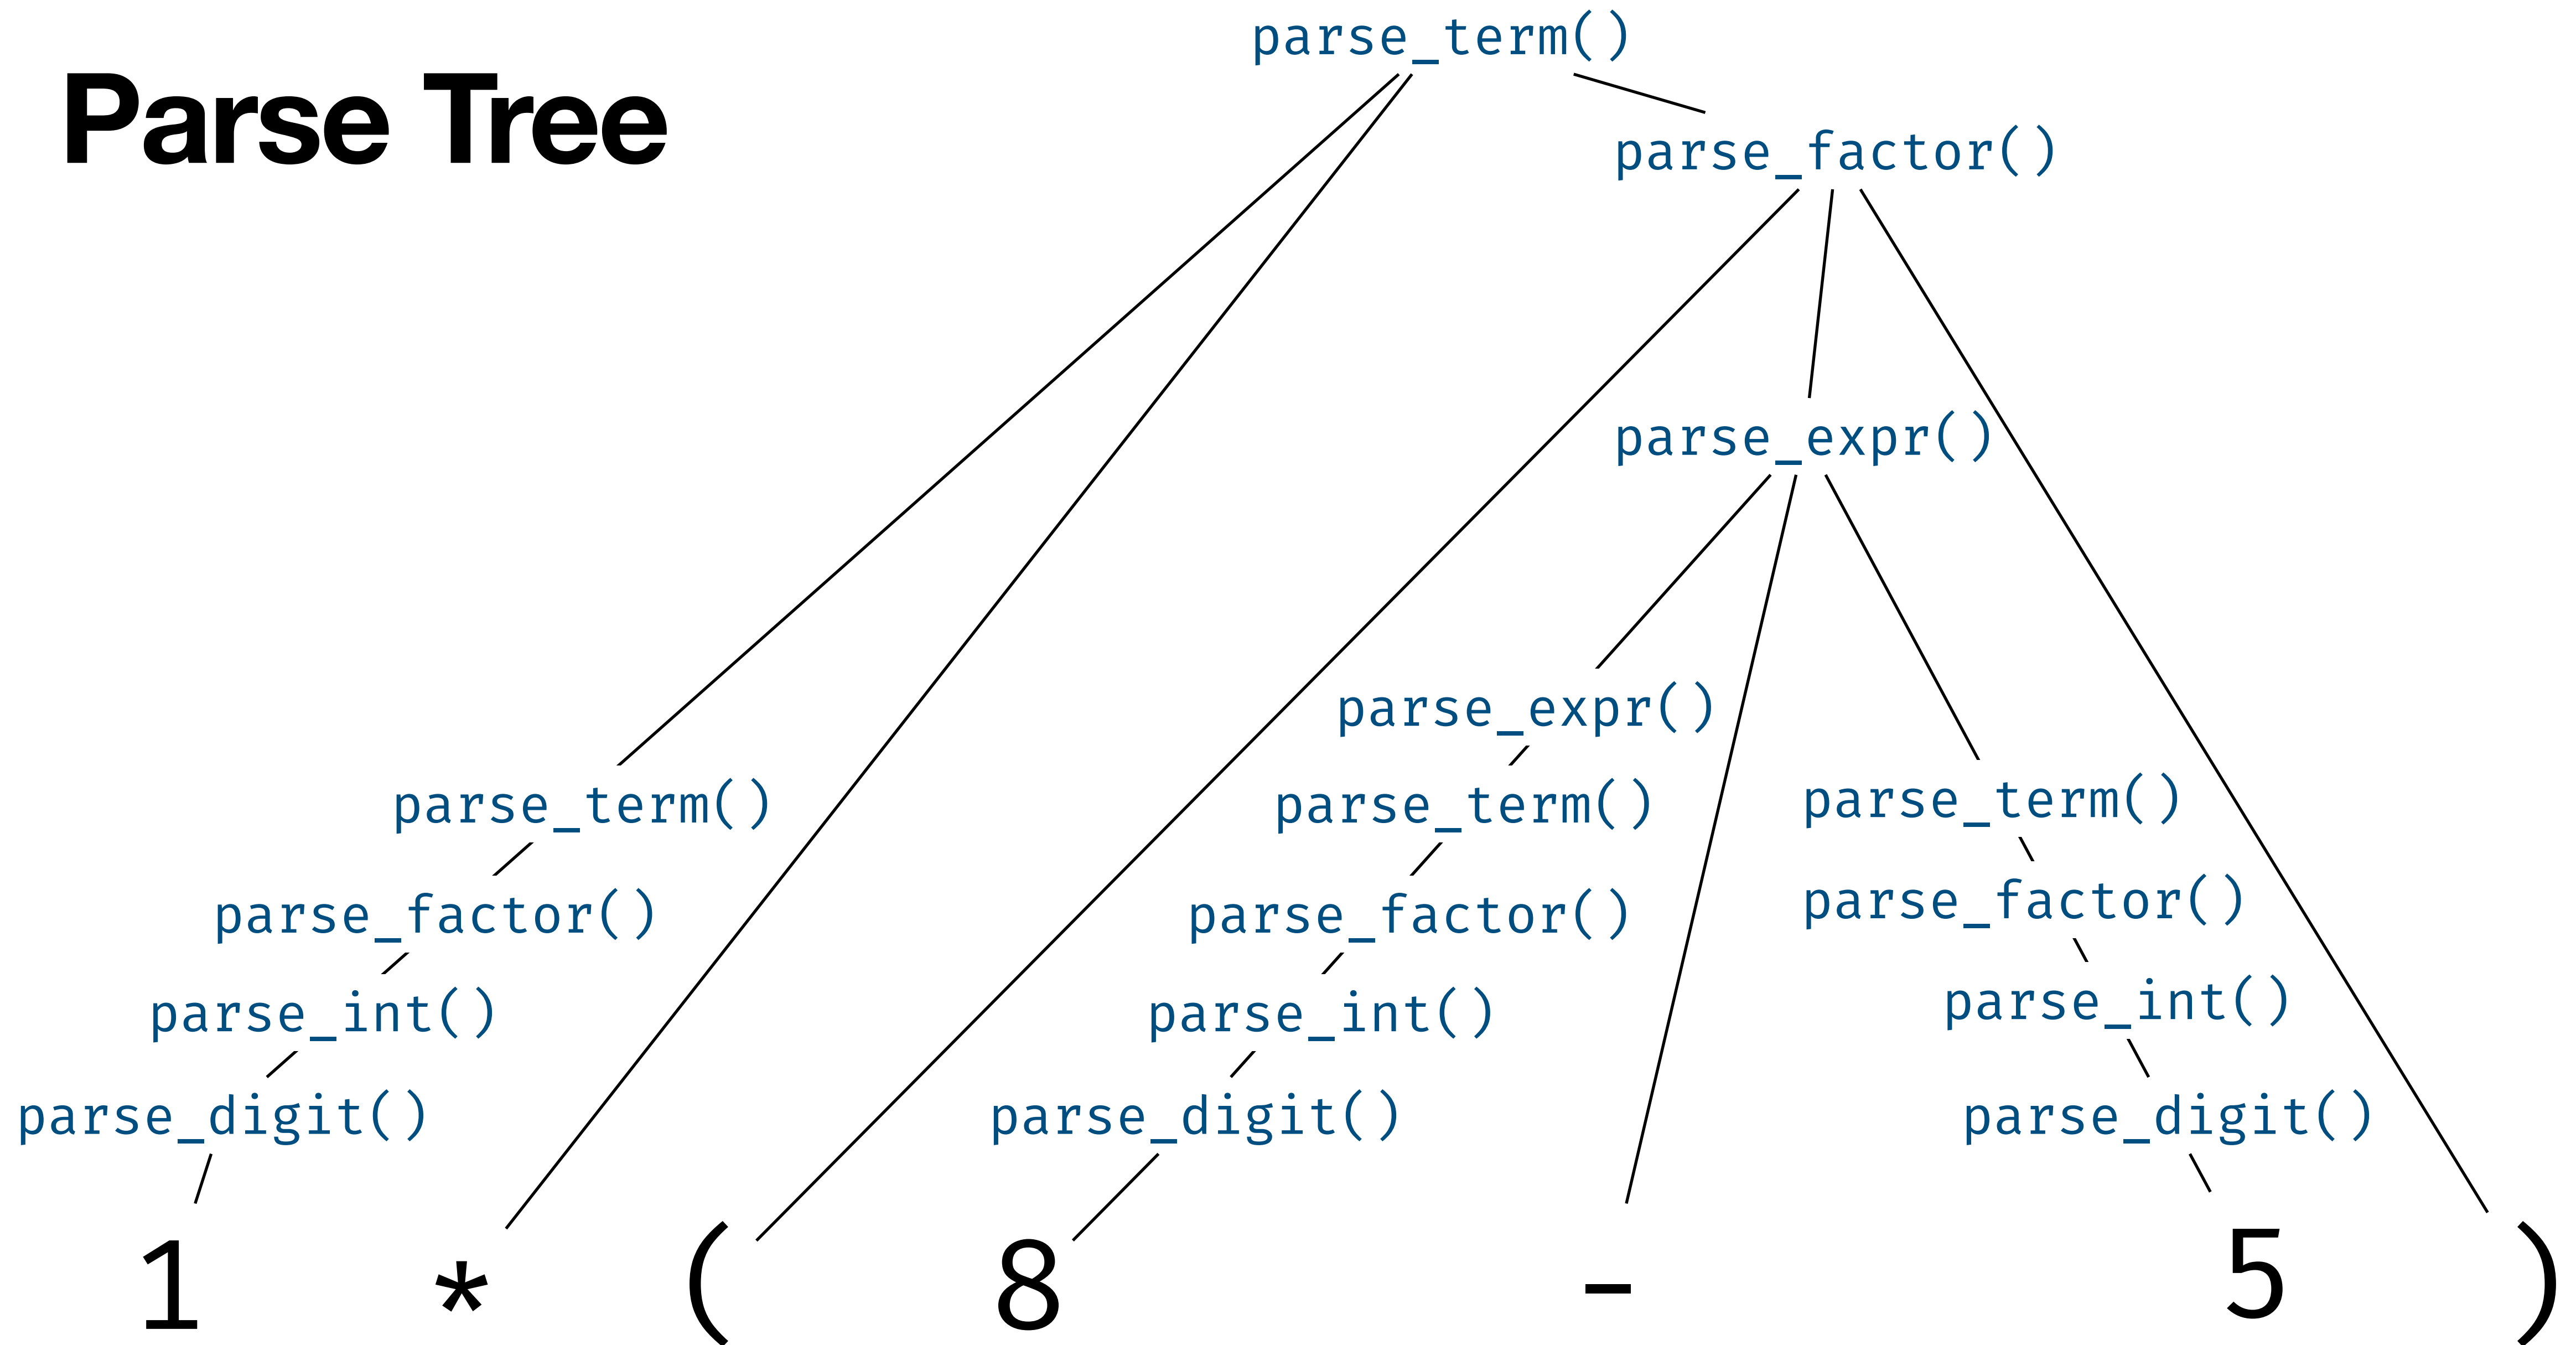 Parse Tree
parse_term()
parse_factor()
parse_expr()
parse_expr()
parse_term() parse_term() parse_term()
parse_factor() parse_factor() parse_factor()
parse_int() parse_int() parse_int()
parse_digit() parse_digit() parse_digit()
1 * ( 8 - 5 )